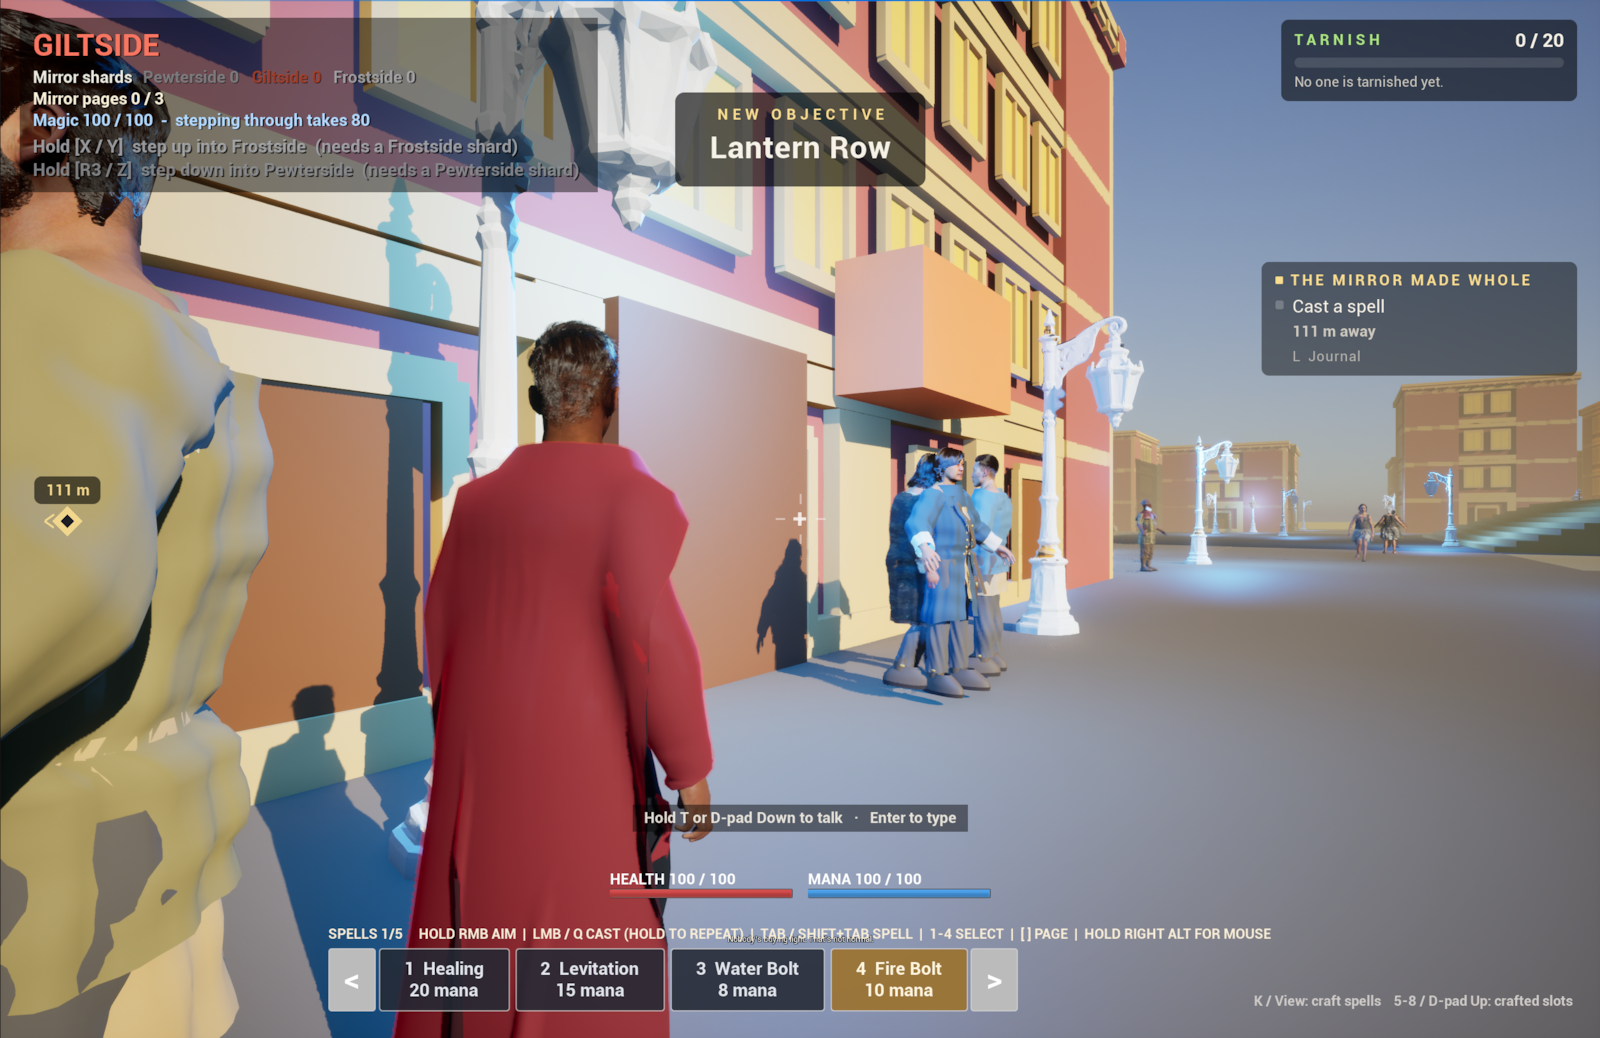 GILTSIDE
Mirror shards Pewterside 0 Giltside 0 Frostside 0
Mirror pages 0 / 3
Magic 100 / 100 - stepping through takes 80
Hold [X / Y] step up into Frostside (needs a Frostside shard)
Hold [R3 / Z] step down into Pewterside (needs a Pewterside shard)
NEW OBJECTIVE
Lantern Row
TARNISH 0 / 20
No one is tarnished yet.
THE MIRROR MADE WHOLE
Cast a spell
111 m away
L Journal
111 m
Hold T or D-pad Down to talk · Enter to type
HEALTH 100 / 100 MANA 100 / 100
SPELLS 1/5 HOLD RMB AIM | LMB / Q CAST (HOLD TO REPEAT) | TAB / SHIFT+TAB SPELL | 1-4 SELECT | [ ] PAGE | HOLD RIGHT ALT FOR MOUSE
< 1 Healing 2 Levitation 3 Water Bolt 4 Fire Bolt >
20 mana 15 mana 8 mana 10 mana
K / View: craft spells 5-8 / D-pad Up: crafted slots